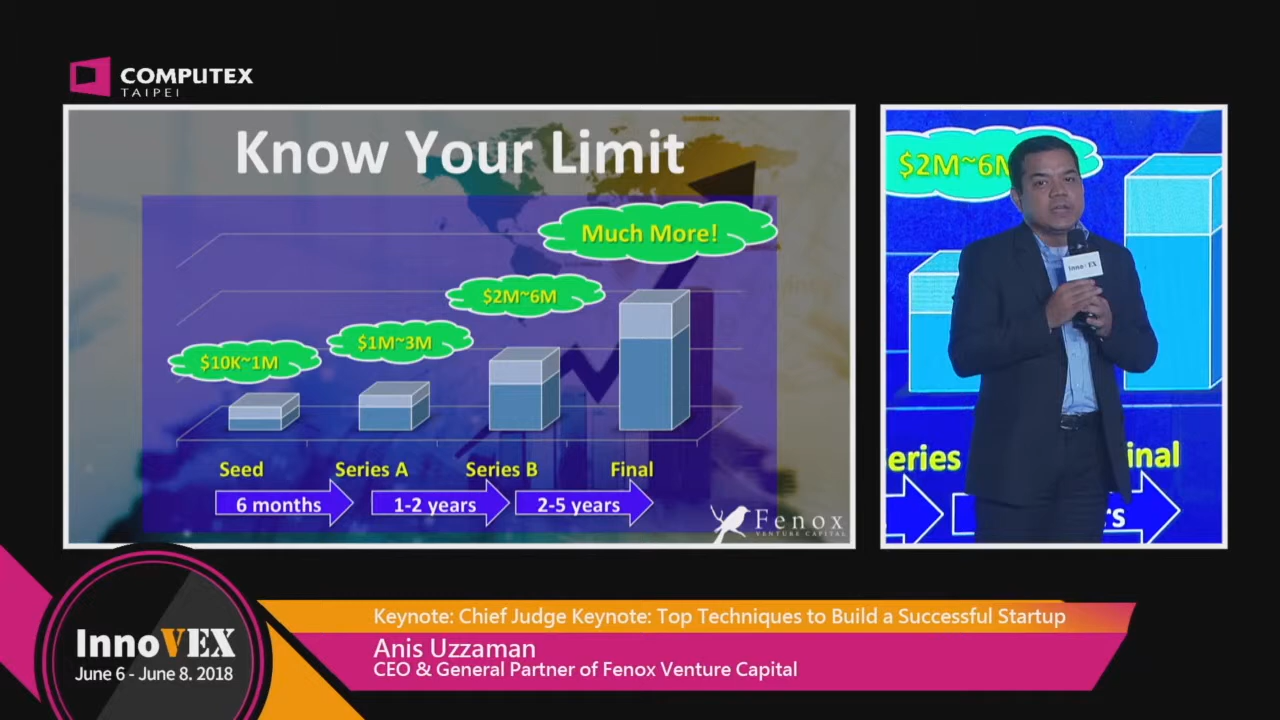 COMPUTEX
TAIPEI
Know Your Limit
Much More!
$2M~6M
$1M~3M
$10K~1M
Seed
Series A
Series B
Final
6 months
1-2 years
2-5 years
Fenox
VENTURE CAPITAL
$2M~6M
Inno VEX
eries
inal
rs
InnoVEX
June 6 - June 8. 2018
Keynote: Chief Judge Keynote: Top Techniques to Build a Successful Startup
Anis Uzzaman
CEO & General Partner of Fenox Venture Capital